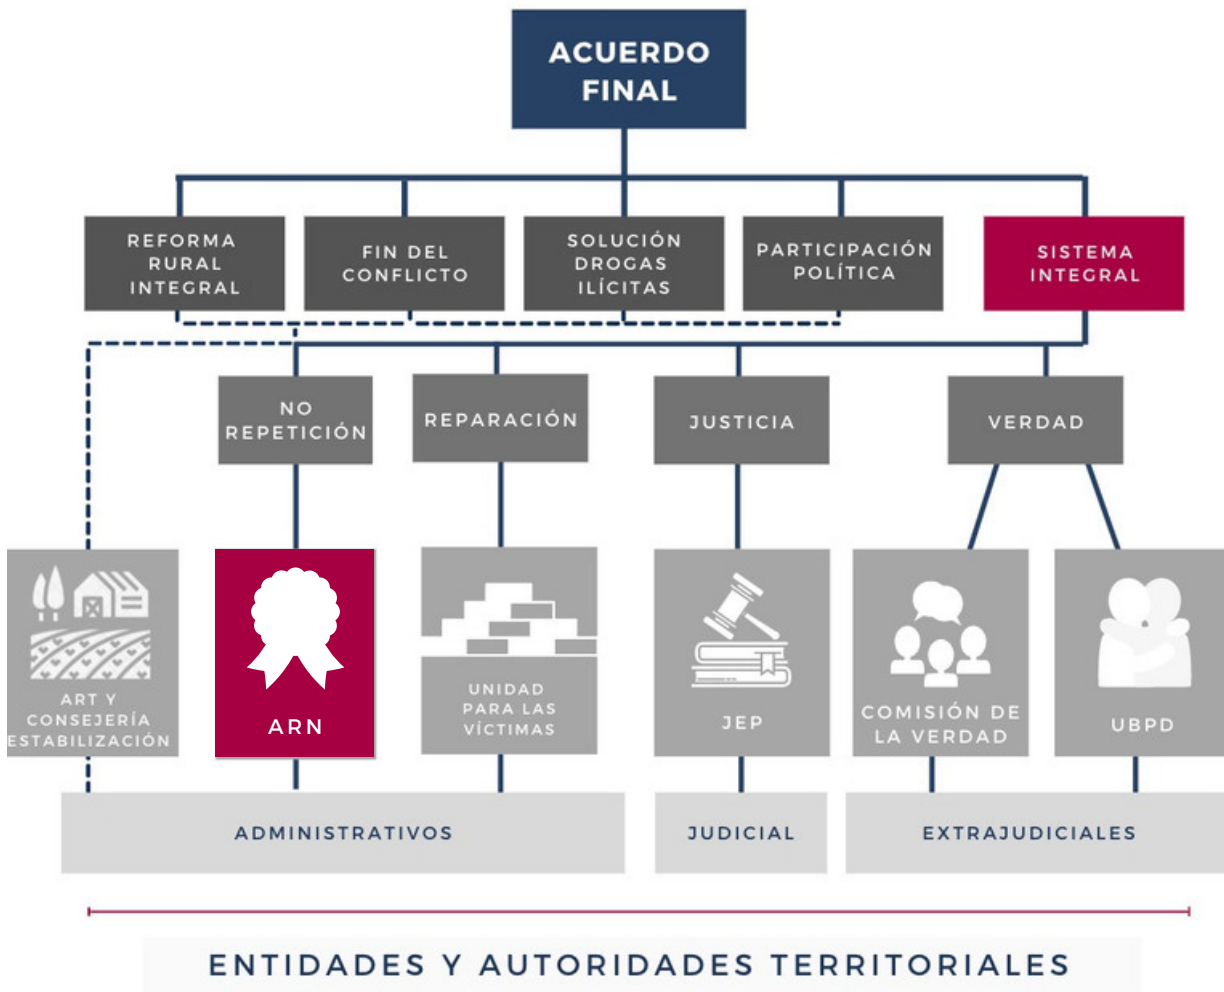 ACUERDO
FINAL
REFORMA
RURAL
INTEGRAL
FIN DEL
CONFLICTO
SOLUCIÓN
DROGAS
ILÍCITAS
PARTICIPACIÓN
POLÍTICA
SISTEMA
INTEGRAL
NO
REPETICIÓN
REPARACIÓN
JUSTICIA
VERDAD
ART Y
CONSEJERÍA
ESTABILIZACIÓN
ARN
UNIDAD
PARA LAS
VÍCTIMAS
JEP
COMISIÓN DE
LA VERDAD
UBPD
ADMINISTRATIVOS
JUDICIAL
EXTRAJUDICIALES
ENTIDADES Y AUTORIDADES TERRITORIALES